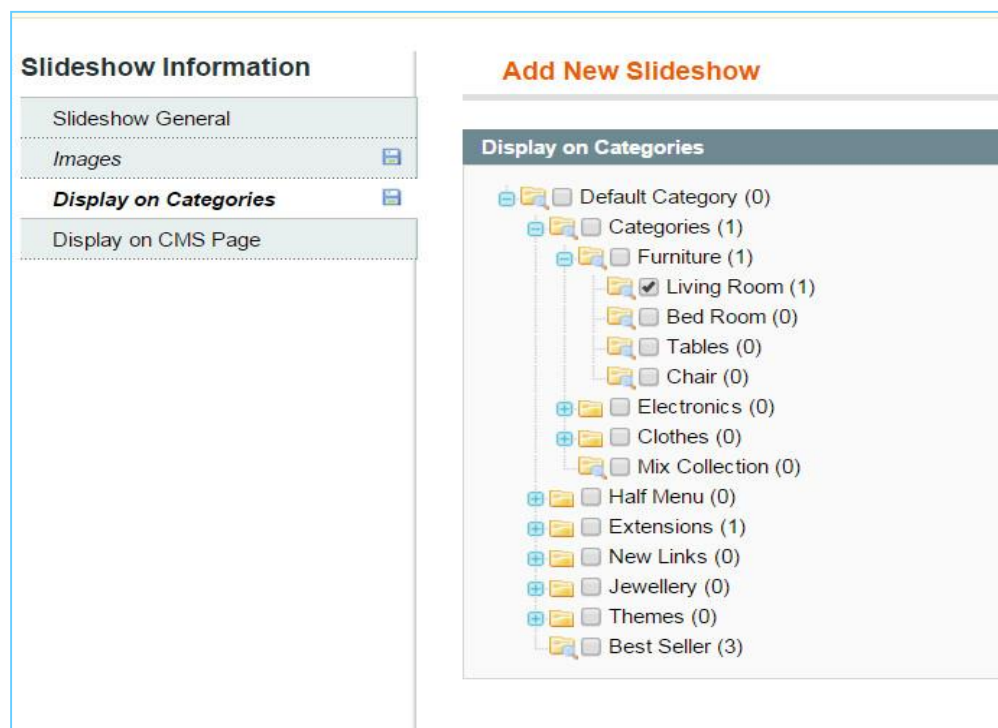 Slideshow Information
Slideshow General
Images
Display on Categories
Display on CMS Page
Add New Slideshow
Display on Categories
Default Category (0)
Categories (1)
Furniture (1)
Living Room (1)
Bed Room (0)
Tables (0)
Chair (0)
Electronics (0)
Clothes (0)
Mix Collection (0)
Half Menu (0)
Extensions (1)
New Links (0)
Jewellery (0)
Themes (0)
Best Seller (3)